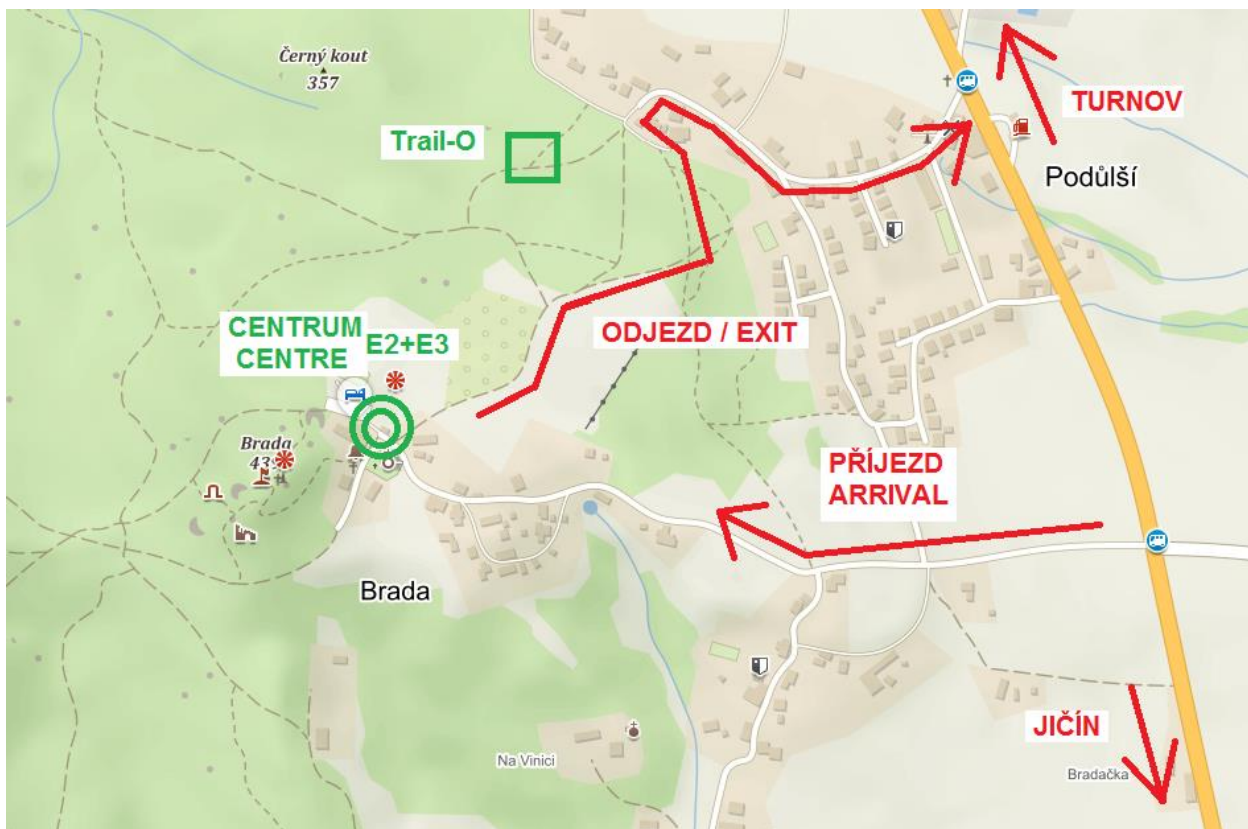 Černý kout
357
TURNOV
Trail-O
Podůlší
CENTRUM
CENTRE
E2+E3
ODJEZD / EXIT
Brada
PŘÍJEZD
ARRIVAL
Brada
JIČÍN
Na Vinici
Bradačka